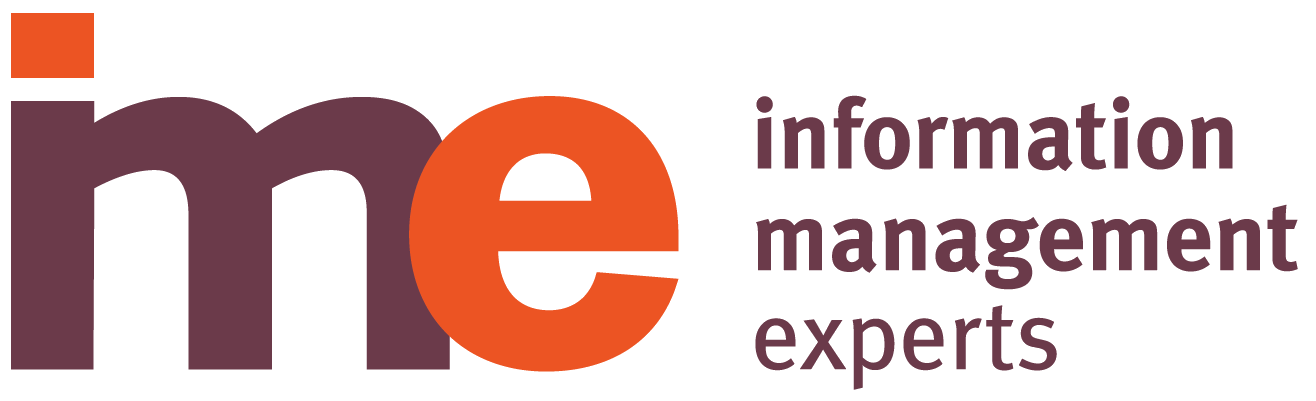 ime
information
management
experts